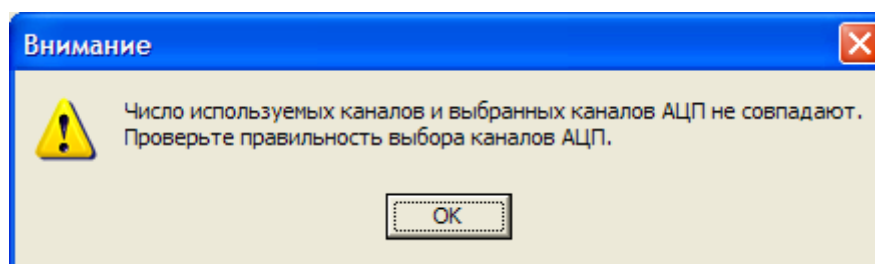 Внимание
Число используемых каналов и выбранных каналов АЦП не совпадают.
Проверьте правильность выбора каналов АЦП.
OK